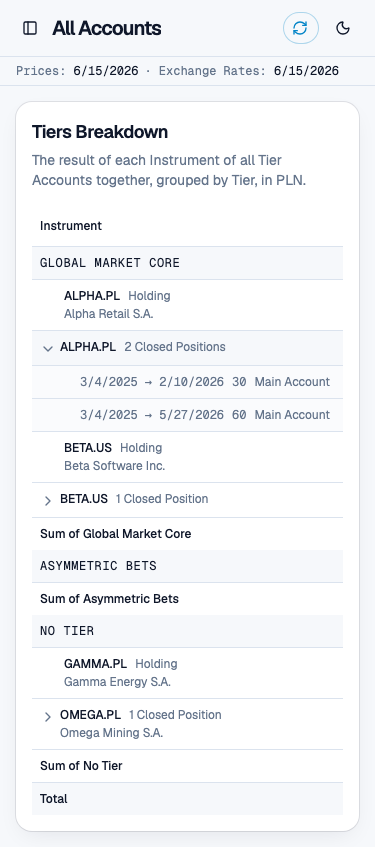 All Accounts
Prices: 6/15/2026 · Exchange Rates: 6/15/2026
Tiers Breakdown
The result of each Instrument of all Tier
Accounts together, grouped by Tier, in PLN.
Instrument
GLOBAL MARKET CORE
ALPHA.PL Holding
Alpha Retail S.A.
ALPHA.PL 2 Closed Positions
3/4/2025 → 2/10/2026 30 Main Account
3/4/2025 → 5/27/2026 60 Main Account
BETA.US Holding
Beta Software Inc.
BETA.US 1 Closed Position
Sum of Global Market Core
ASYMMETRIC BETS
Sum of Asymmetric Bets
NO TIER
GAMMA.PL Holding
Gamma Energy S.A.
OMEGA.PL 1 Closed Position
Omega Mining S.A.
Sum of No Tier
Total